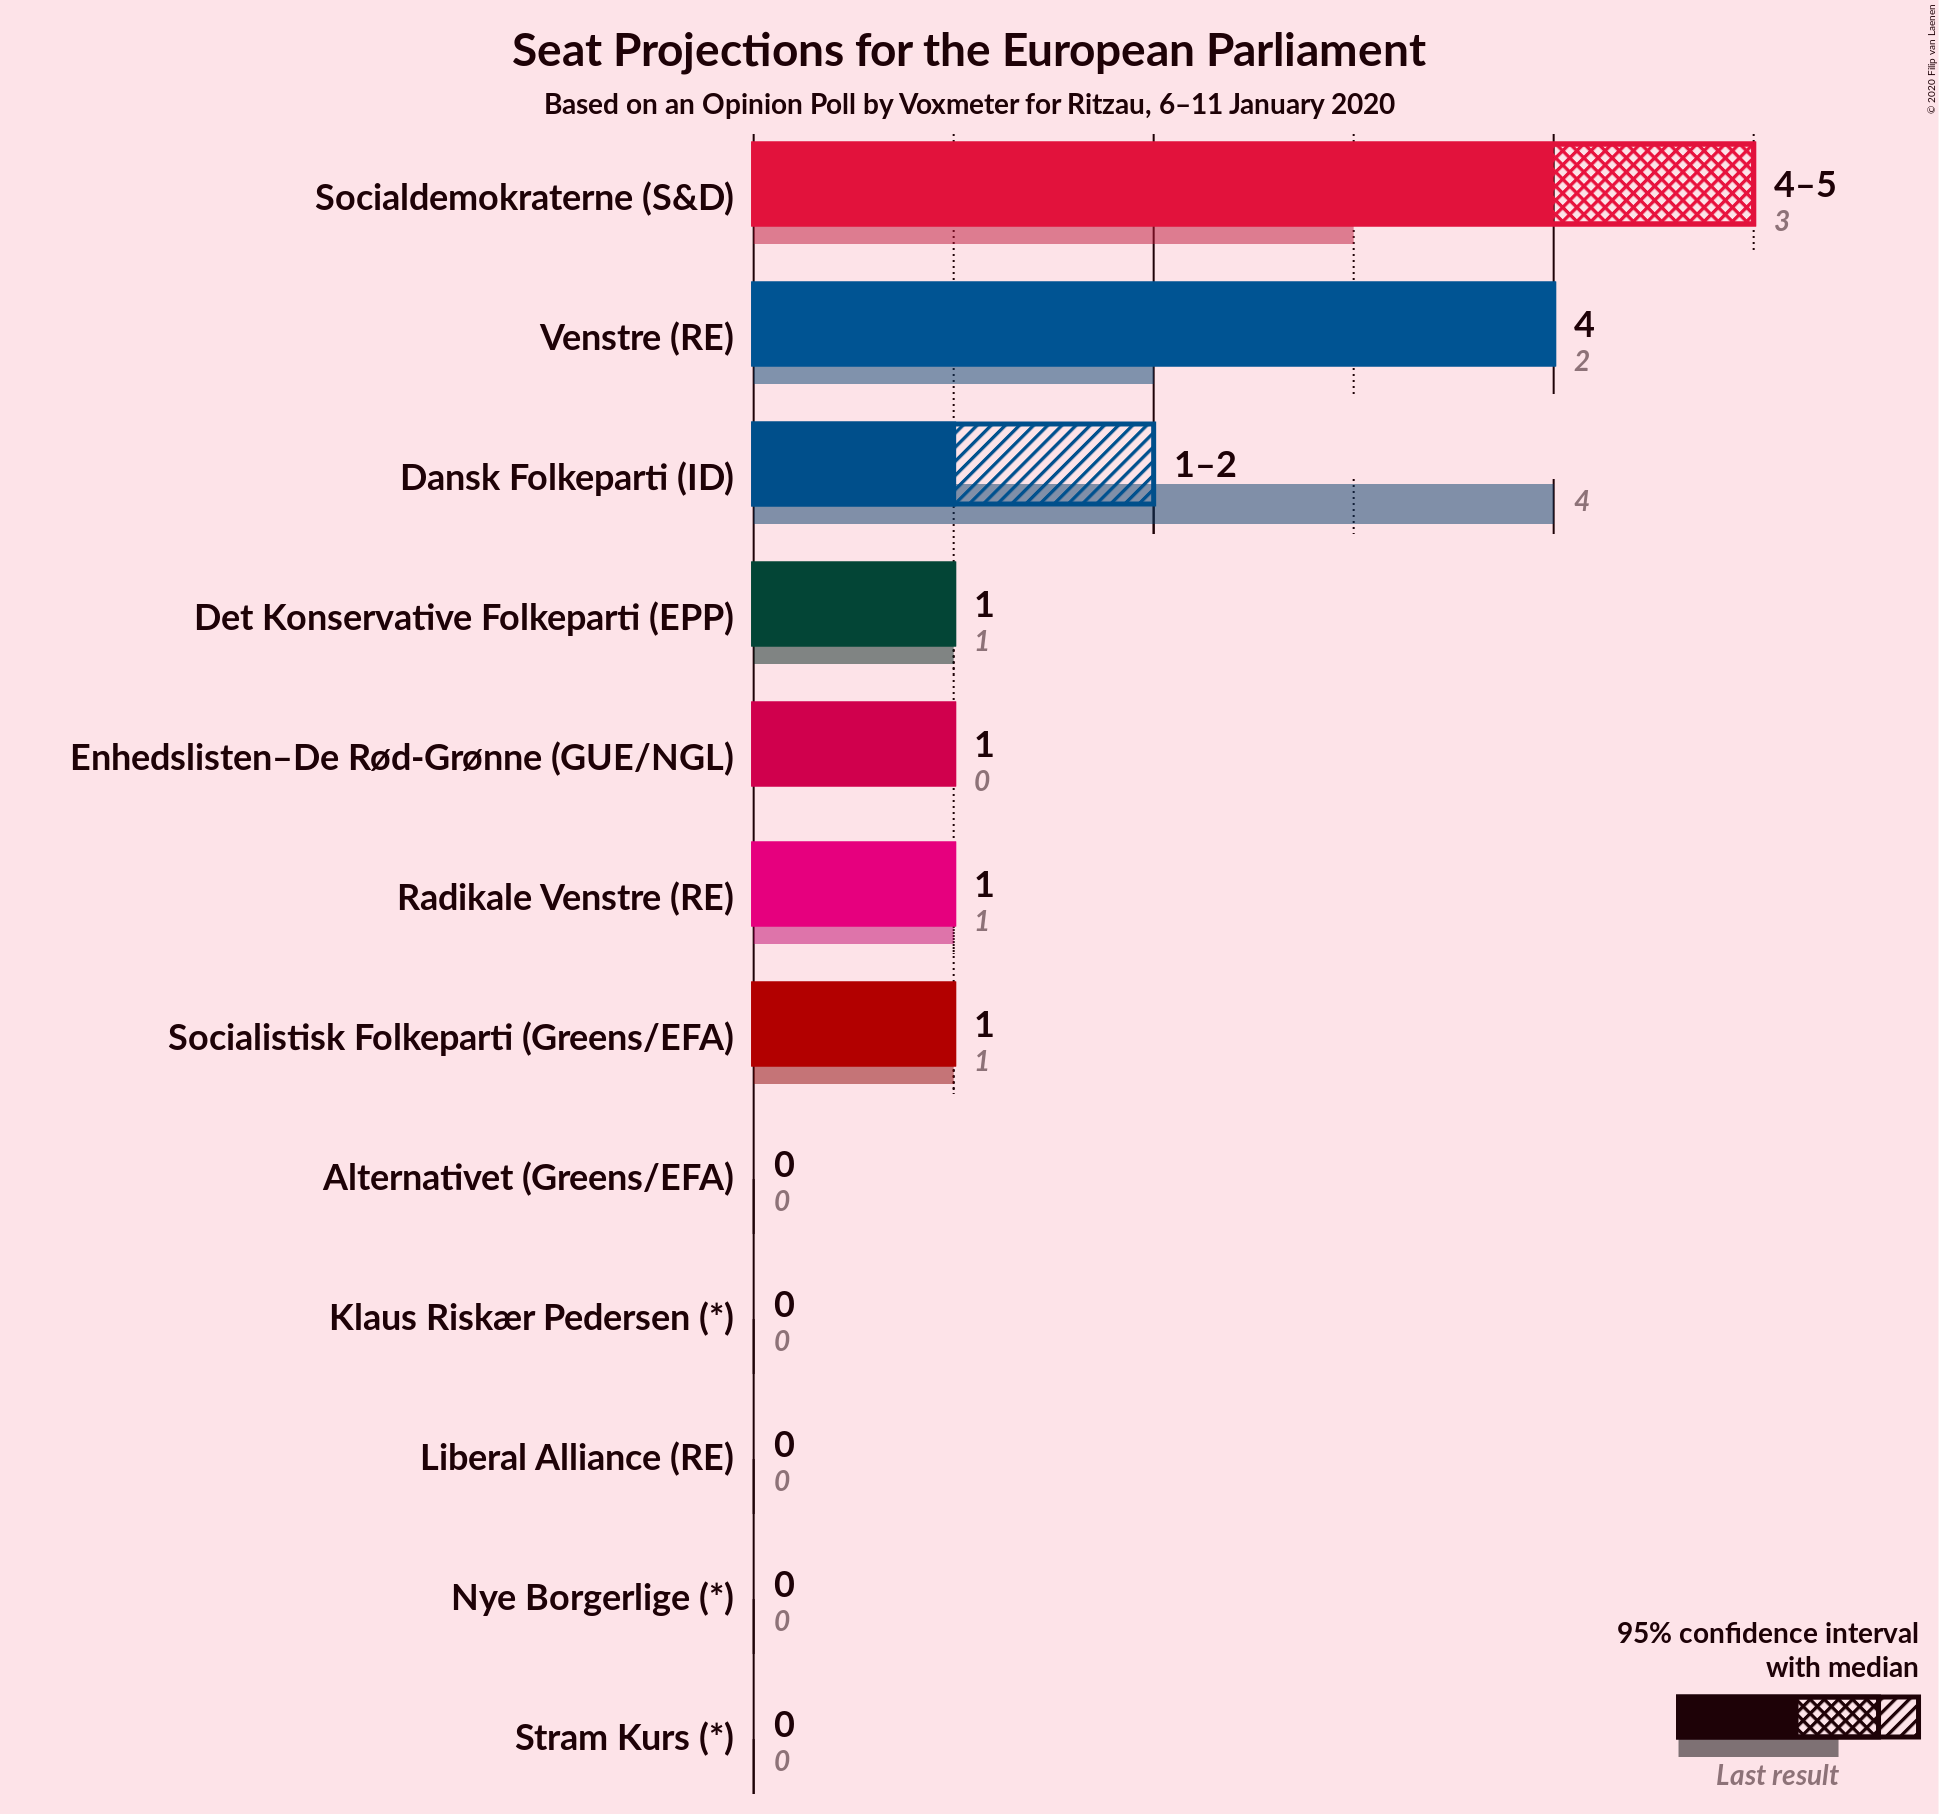 Seat Projections for the European Parliament
Based on an Opinion Poll by Voxmeter for Ritzau, 6–11 January 2020
© 2020 Filip van Laenen
Socialdemokraterne (S&D)
4–5
3
Venstre (RE)
4
2
Dansk Folkeparti (ID)
1–2
4
Det Konservative Folkeparti (EPP)
1
1
Enhedslisten–De Rød-Grønne (GUE/NGL)
1
0
Radikale Venstre (RE)
1
1
Socialistisk Folkeparti (Greens/EFA)
1
1
Alternativet (Greens/EFA)
0
0
Klaus Riskær Pedersen (*)
0
0
Liberal Alliance (RE)
0
0
Nye Borgerlige (*)
0
0
Stram Kurs (*)
0
0
95% confidence interval
with median
Last result